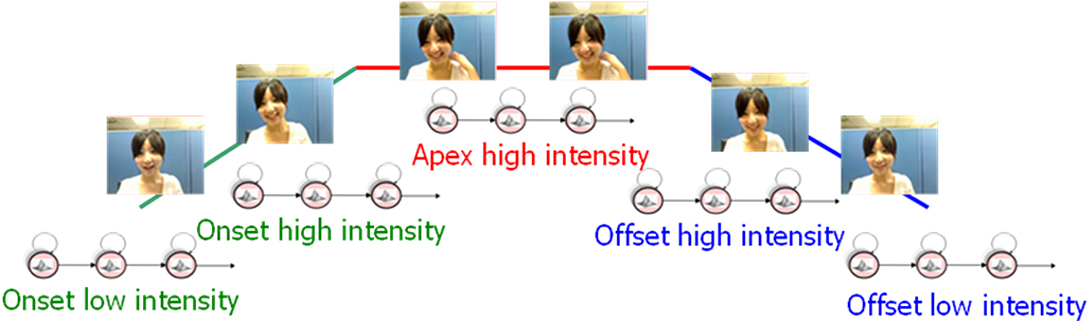 Apex high intensity
Onset high intensity
Offset high intensity
Onset low intensity
Offset low intensity